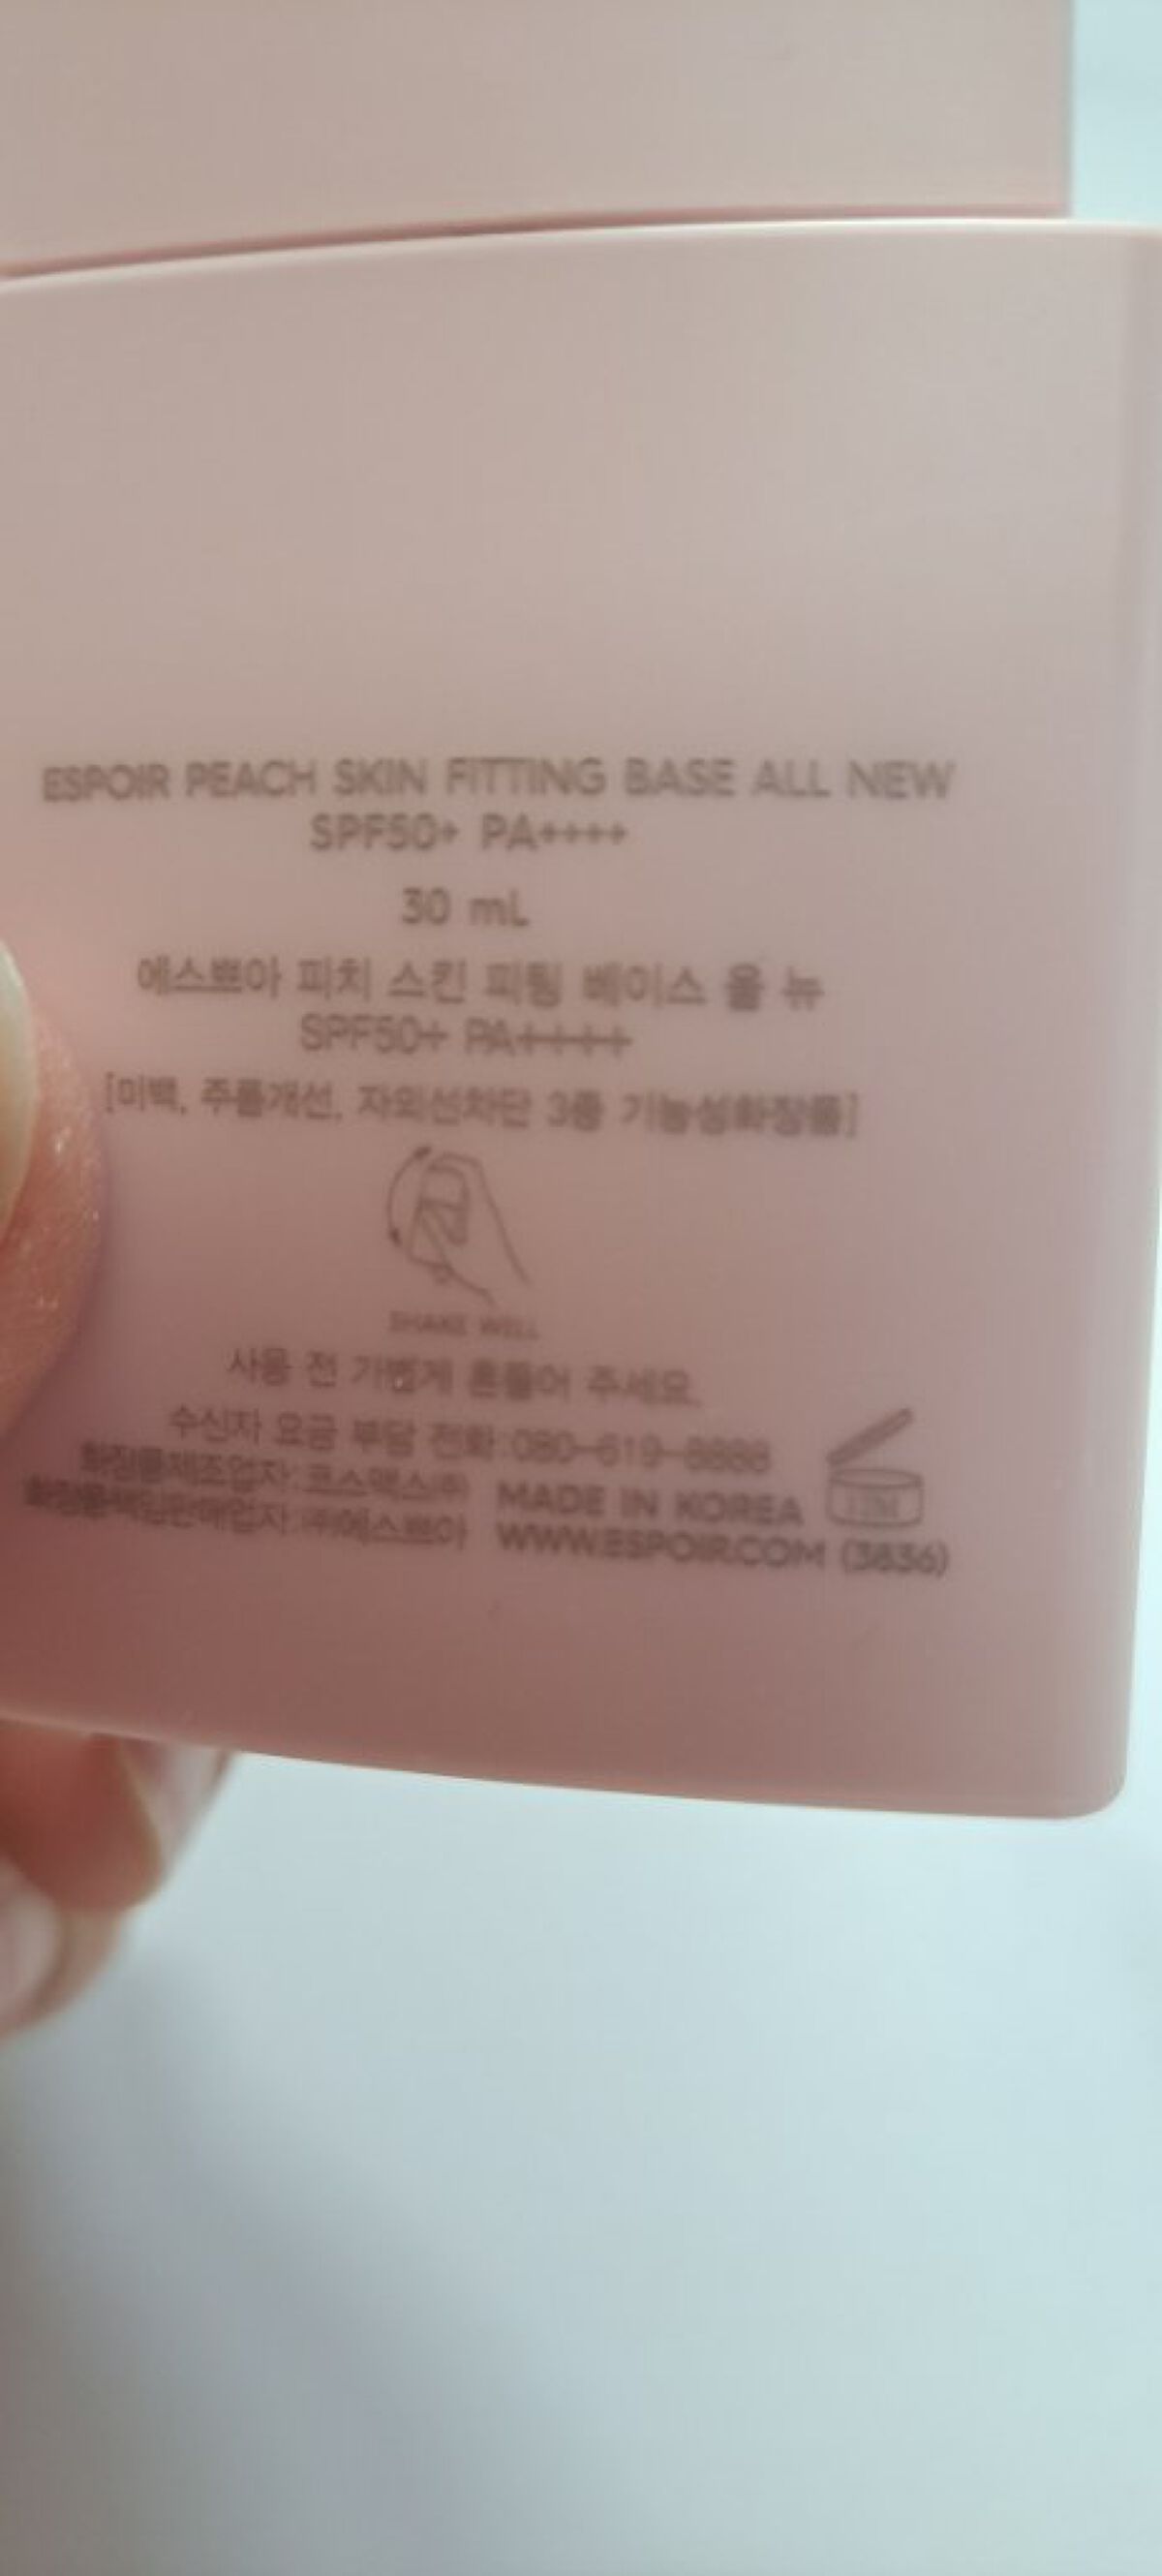 ESPOIR PEACH SKIN FITTING BASE ALL NEW
SPF50+ PA++++
30 mL
에스쁘아 피치 스킨 피팅 베이스 올 뉴
SPF50+ PA++++
[미백, 주름개선, 자외선차단 3중 기능성화장품]
SHAKE WELL
사용 전 가볍게 흔들어 주세요.
수신자 요금 부담 전화:080-619-8888
화장품제조업자:코스맥스㈜ MADE IN KOREA
화장품책임판매업자:㈜에스쁘아 WWW.ESPOIR.COM (3836)